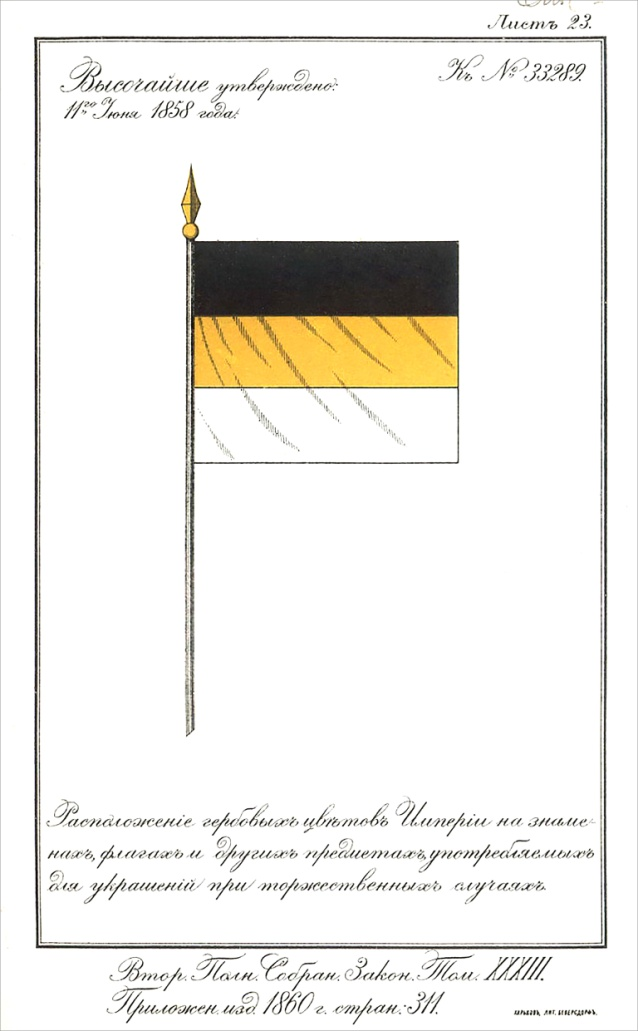 Листъ 23.
Высочайше утверждено:
11го Іюня 1858 года:
Къ № 33289.
Расположеніе гербовыхъ цвѣтовъ Имперіи на знаме-
нахъ, флагахъ и другихъ предметахъ, употребляемыхъ
для украшеній при торжественныхъ случаяхъ.
Втор. Полн. Собран. Закон. Том. XXXIII.
Приложен. изд. 1860 г. стран: 311.
ХАРЬКОВЪ, ЛИТ.